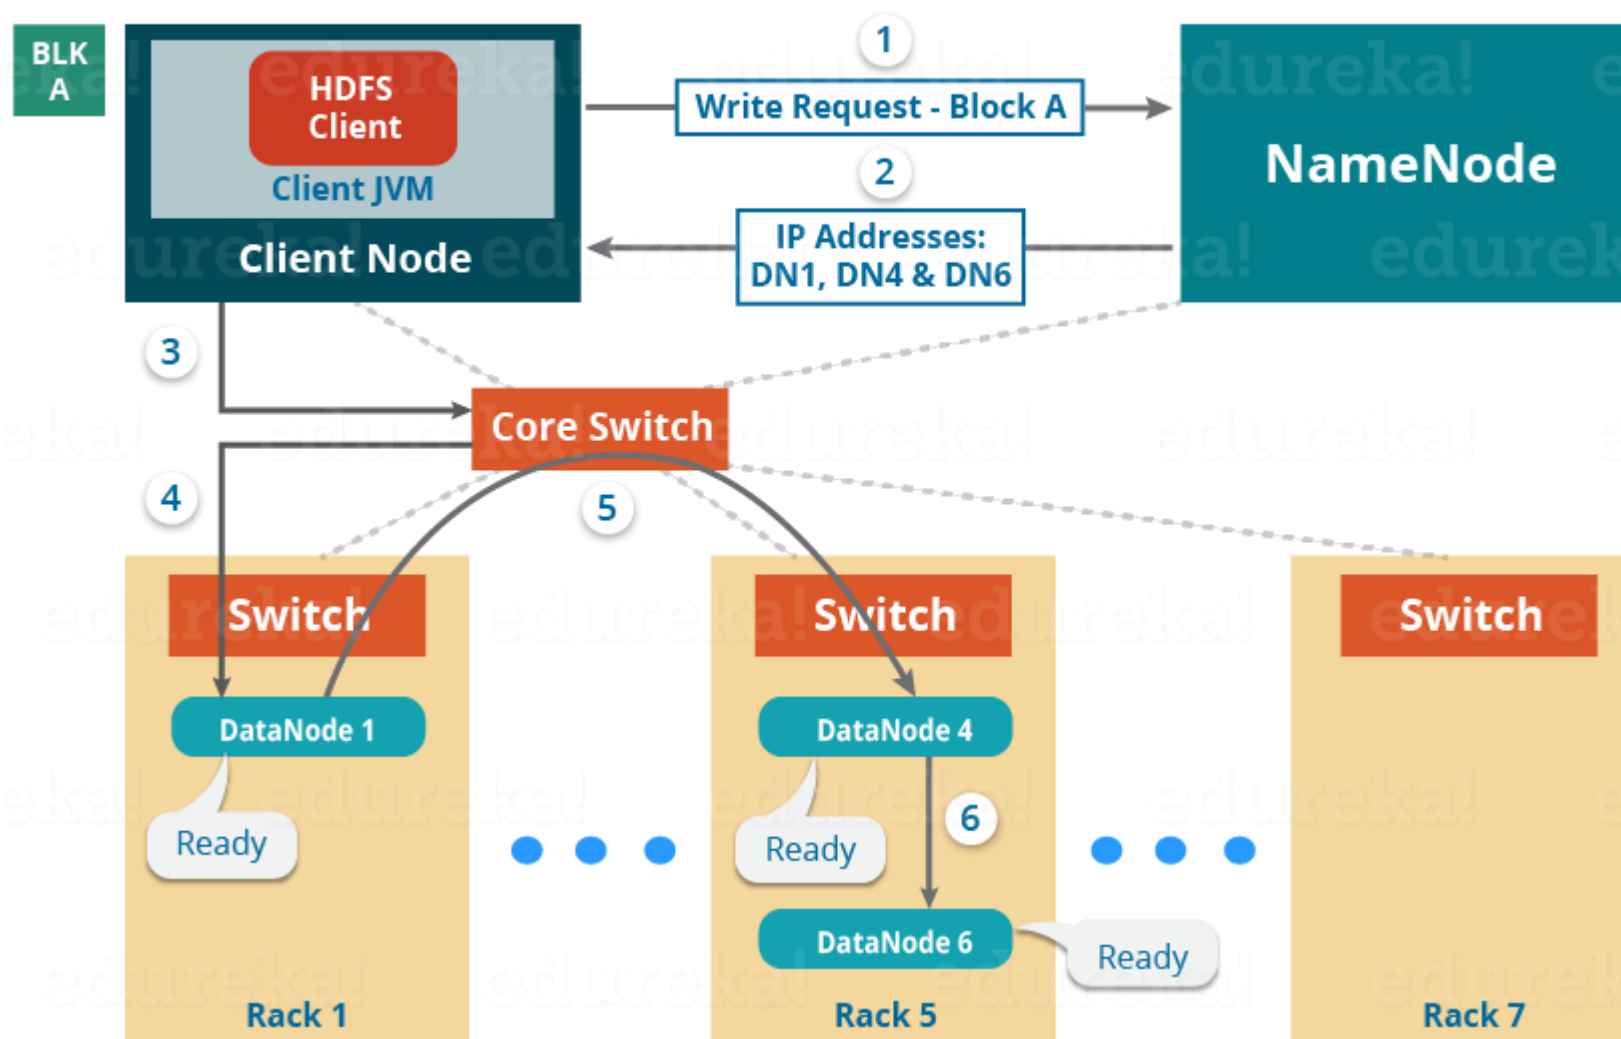 BLK
A
HDFS
Client
Client JVM
Client Node
1
Write Request - Block A
2
IP Addresses:
DN1, DN4 & DN6
NameNode
3
Core Switch
4
5
Switch
Switch
Switch
DataNode 1
DataNode 4
Ready
Ready
6
DataNode 6
Ready
Rack 1
Rack 5
Rack 7
edureka!